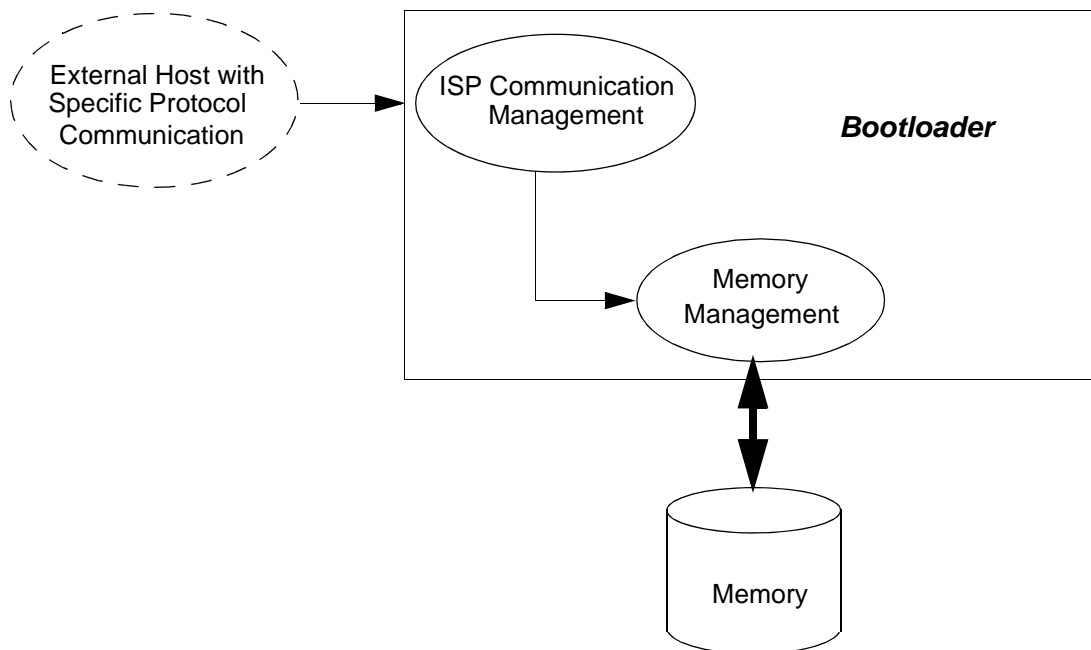 External Host with
Specific Protocol
Communication
ISP Communication
Management
Bootloader
Memory
Management
Memory